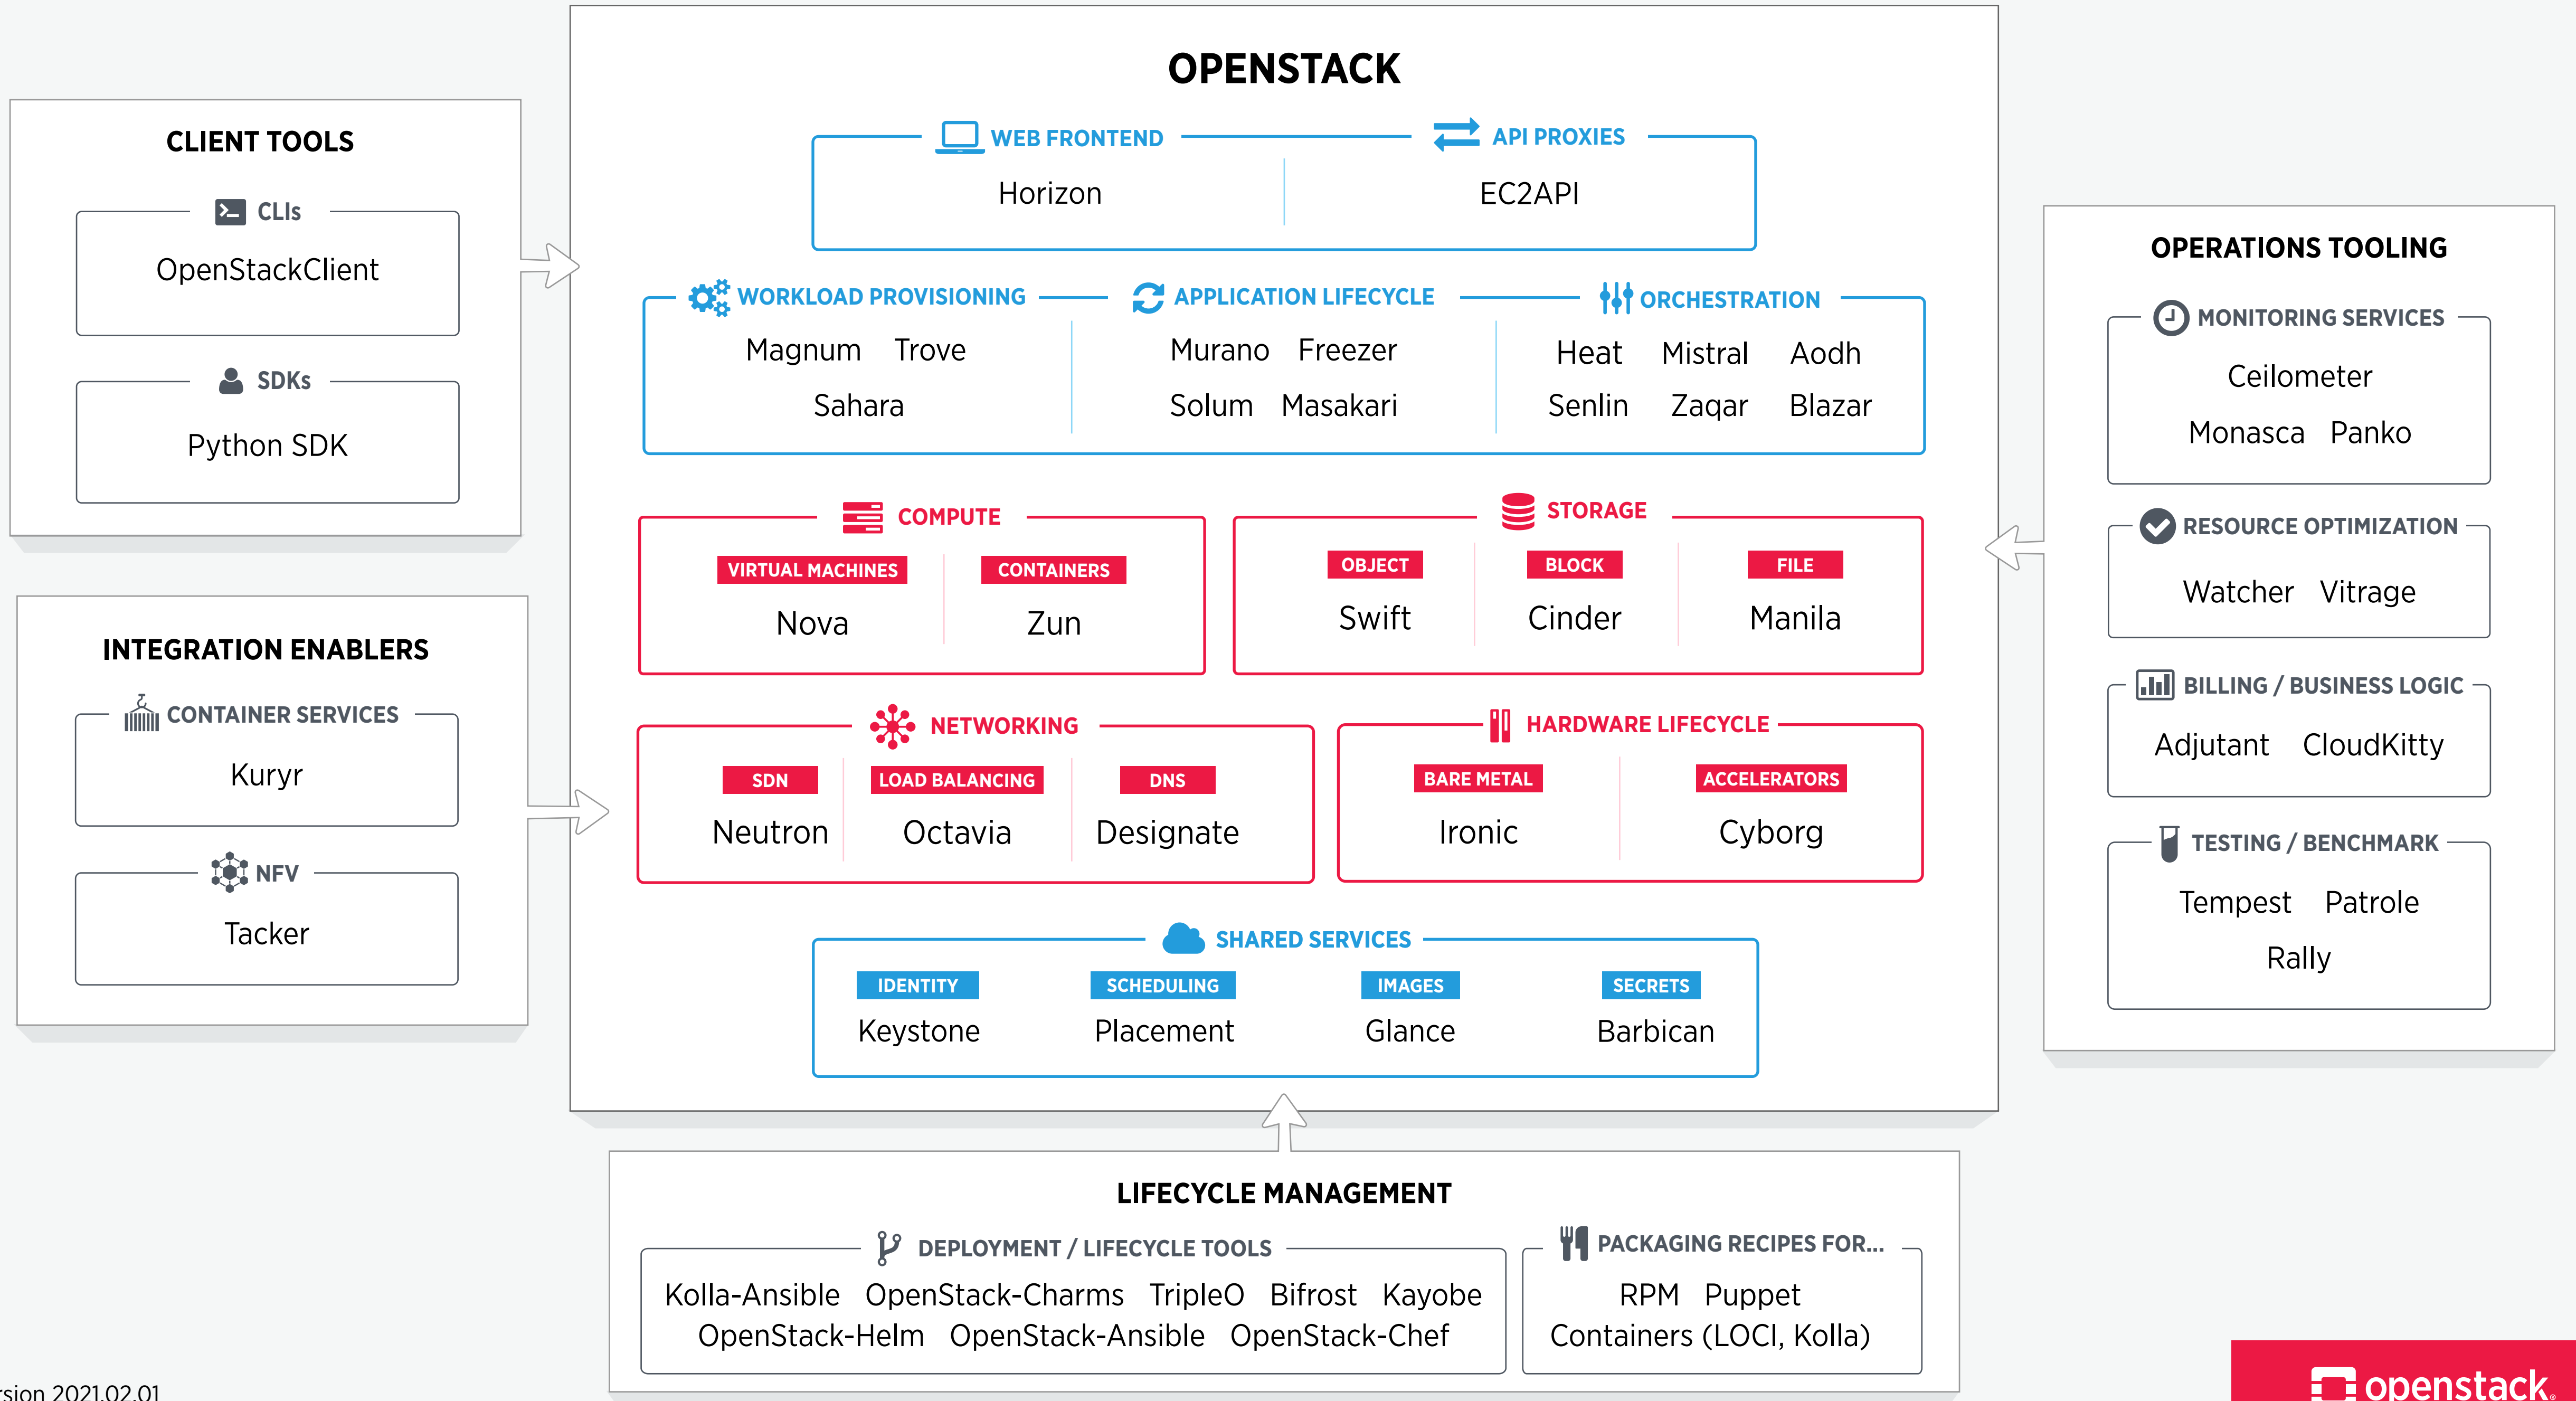 OPENSTACK
WEB FRONTEND
Horizon
API PROXIES
EC2API
WORKLOAD PROVISIONING
Magnum Trove
Sahara
APPLICATION LIFECYCLE
Murano Freezer
Solum Masakari
ORCHESTRATION
Heat Mistral Aodh
Senlin Zaqar Blazar
COMPUTE
VIRTUAL MACHINES
Nova
CONTAINERS
Zun
STORAGE
OBJECT
Swift
BLOCK
Cinder
FILE
Manila
NETWORKING
SDN
Neutron
LOAD BALANCING
Octavia
DNS
Designate
HARDWARE LIFECYCLE
BARE METAL
Ironic
ACCELERATORS
Cyborg
SHARED SERVICES
IDENTITY
Keystone
SCHEDULING
Placement
IMAGES
Glance
SECRETS
Barbican
CLIENT TOOLS
CLIs
OpenStackClient
SDKs
Python SDK
INTEGRATION ENABLERS
CONTAINER SERVICES
Kuryr
NFV
Tacker
OPERATIONS TOOLING
MONITORING SERVICES
Ceilometer
Monasca Panko
RESOURCE OPTIMIZATION
Watcher Vitrage
BILLING / BUSINESS LOGIC
Adjutant CloudKitty
TESTING / BENCHMARK
Tempest Patrole
Rally
LIFECYCLE MANAGEMENT
DEPLOYMENT / LIFECYCLE TOOLS
Kolla-Ansible OpenStack-Charms TripleO Bifrost Kayobe
OpenStack-Helm OpenStack-Ansible OpenStack-Chef
PACKAGING RECIPES FOR...
RPM Puppet
Containers (LOCI, Kolla)
rsion 2021.02.01
openstack®